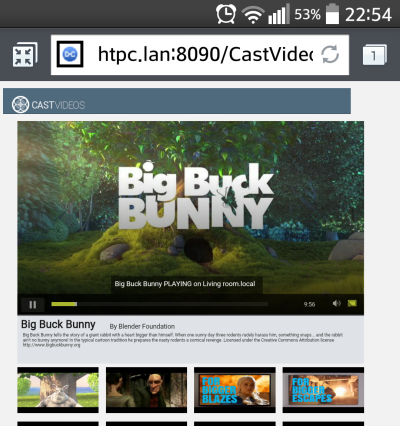 53% 22:54
DC htpc.lan:8090/CastVide
1
CASTVIDEOS
Big Buck
BUNNY
Big Buck Bunny PLAYING on Living room.local
9:56
Big Buck Bunny By Blender Foundation
Big Buck Bunny tells the story of a giant rabbit with a heart bigger than himself. When one sunny day three rodents rudely harass him, something snaps... and the rabbit
ain't no bunny anymore! In the typical cartoon tradition he prepares the nasty rodents a comical revenge. Licensed under the Creative Commons Attribution license
http://www.bigbuckbunny.org
FOR
BIGGER
BLAZES
FOR
BIGGER
ESCAPES